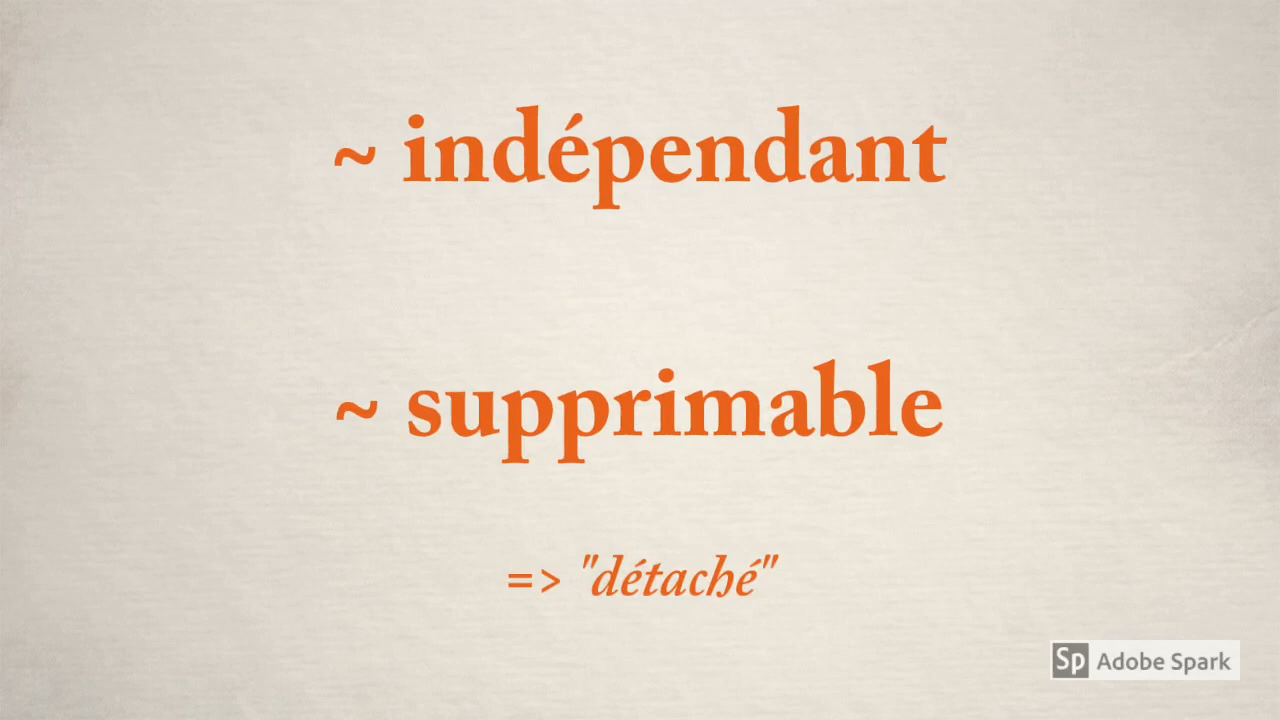 ~ indépendant
~ supprimable
=> "détaché"
Sp Adobe Spark